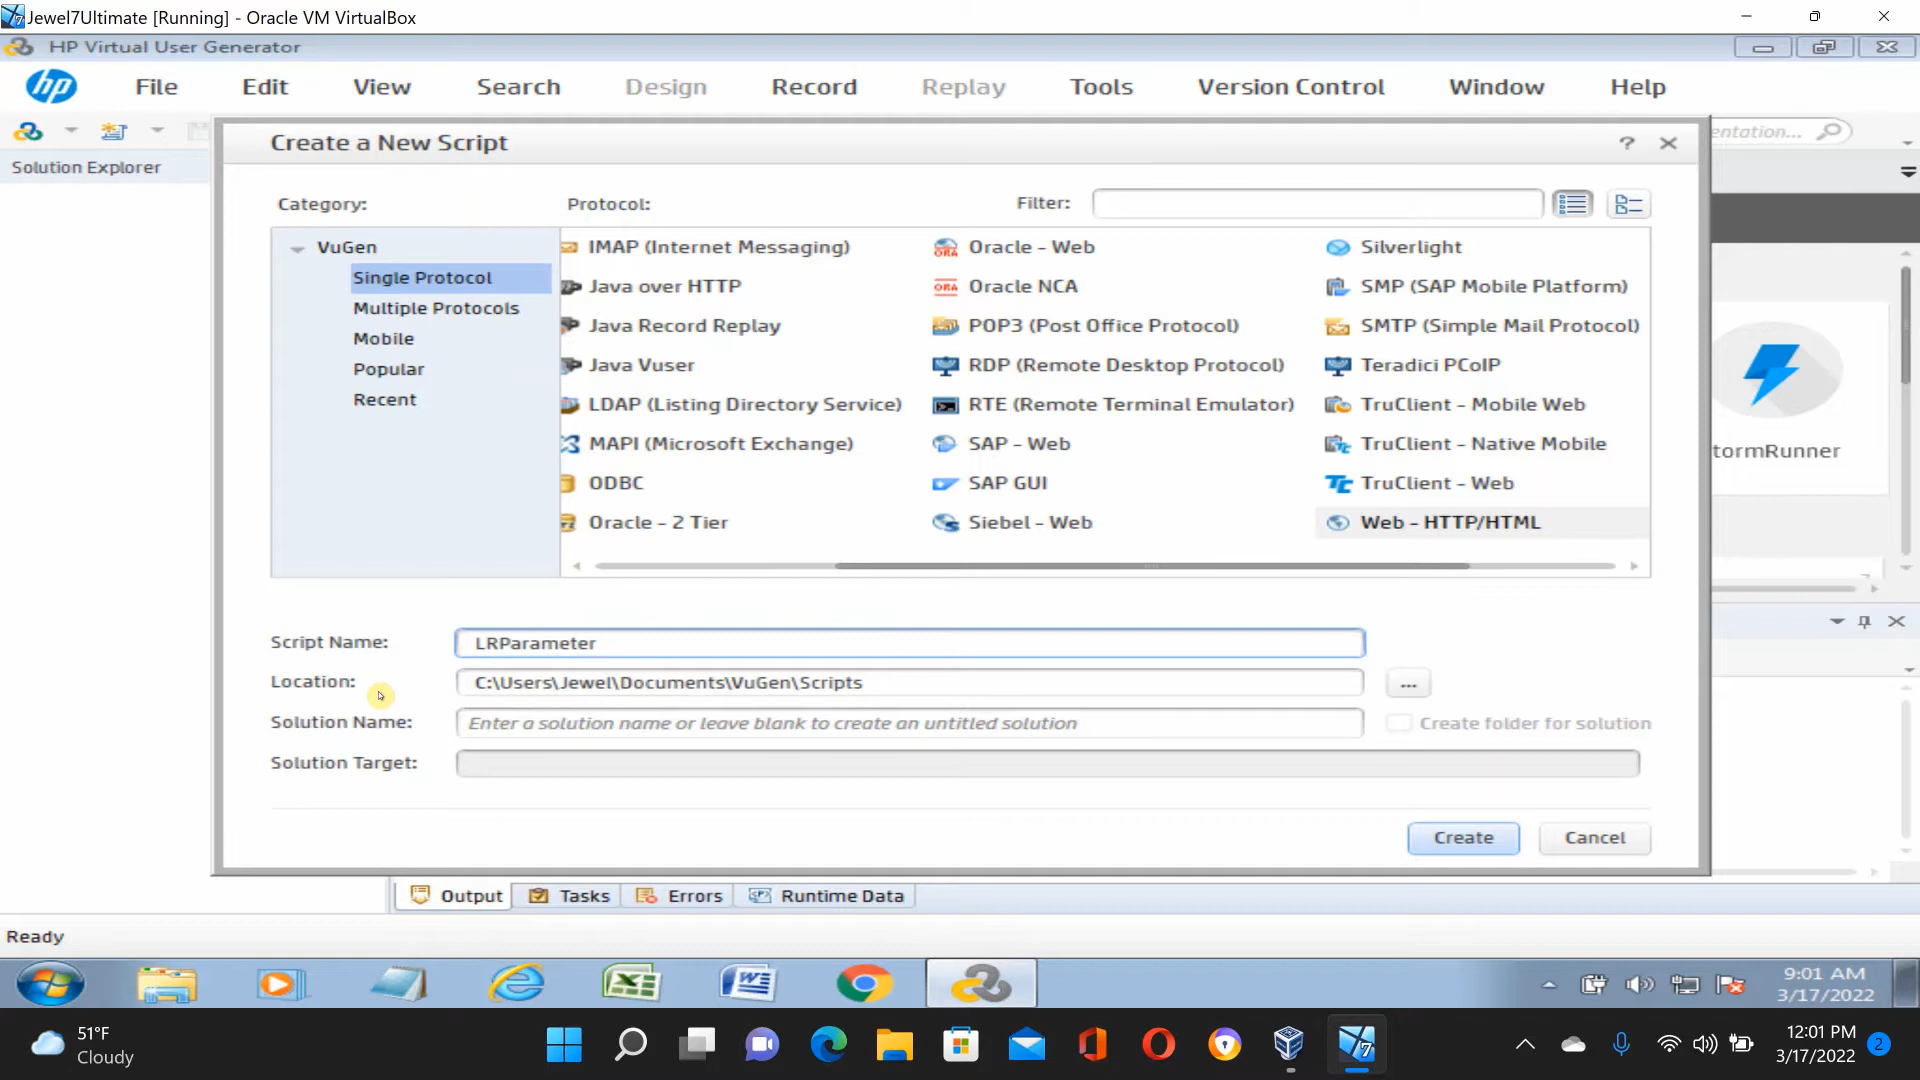 Jewel7Ultimate [Running] - Oracle VM VirtualBox
HP Virtual User Generator
hp File Edit View Search Design Record Replay Tools Version Control Window Help
Create a New Script ?
entation...
Solution Explorer
Category: Protocol: Filter:
VuGen
Single Protocol
Multiple Protocols
Mobile
Popular
Recent
IMAP (Internet Messaging) Oracle - Web Silverlight
Java over HTTP Oracle NCA SMP (SAP Mobile Platform)
Java Record Replay POP3 (Post Office Protocol) SMTP (Simple Mail Protocol)
Java Vuser RDP (Remote Desktop Protocol) Teradici PCoIP
LDAP (Listing Directory Service) RTE (Remote Terminal Emulator) TruClient - Mobile Web
MAPI (Microsoft Exchange) SAP - Web TruClient - Native Mobile
ODBC SAP GUI TruClient - Web
Oracle - 2 Tier Siebel - Web Web - HTTP/HTML
tormRunner
Script Name: LRParameter
Location: C:\Users\Jewel\Documents\VuGen\Scripts ...
Solution Name: Enter a solution name or leave blank to create an untitled solution Create folder for solution
Solution Target:
Create Cancel
Output Tasks Errors Runtime Data
Ready
9:01 AM
3/17/2022
51°F
Cloudy
12:01 PM
3/17/2022
2